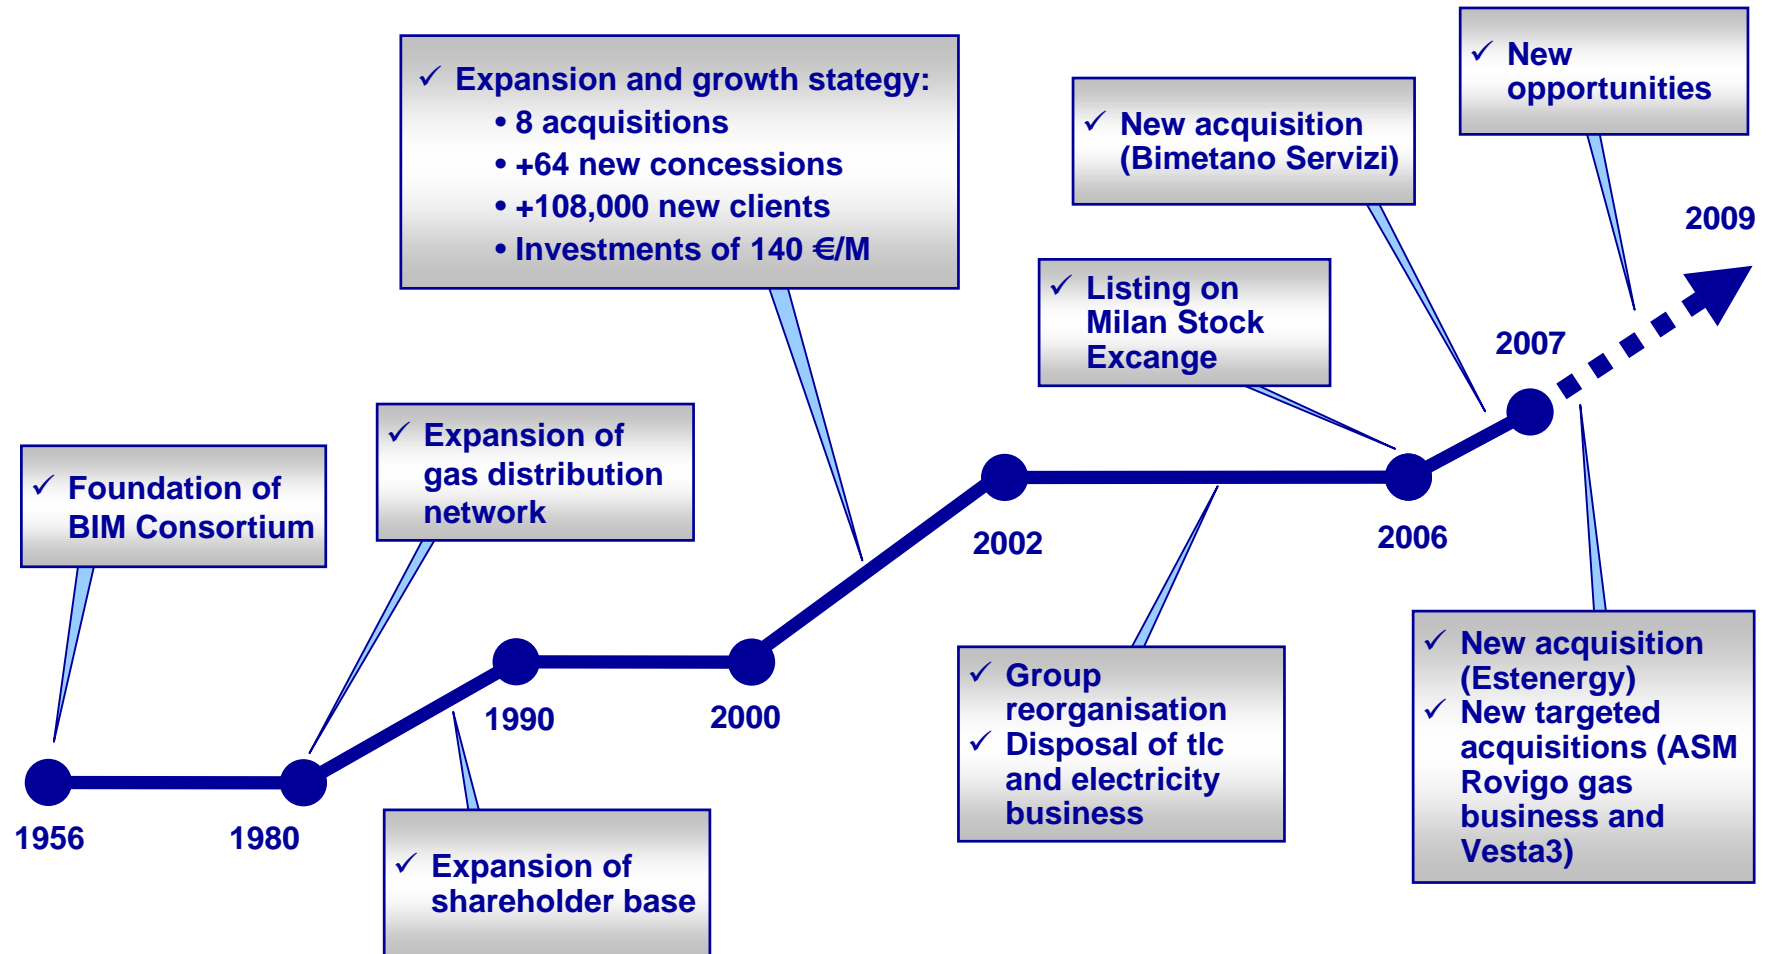 ✓ New
opportunities
✓ Expansion and growth stategy:
• 8 acquisitions
• +64 new concessions
• +108,000 new clients
• Investments of 140 €/M
✓ New acquisition
(Bimetano Servizi)
2009
✓ Listing on
Milan Stock
Excange
2007
✓ Expansion of
gas distribution
network
✓ Foundation of
BIM Consortium
2002
2006
1990
2000
✓ Group
reorganisation
✓ Disposal of tlc
and electricity
business
✓ New acquisition
(Estenergy)
✓ New targeted
acquisitions (ASM
Rovigo gas
business and
Vesta3)
1956
1980
✓ Expansion of
shareholder base